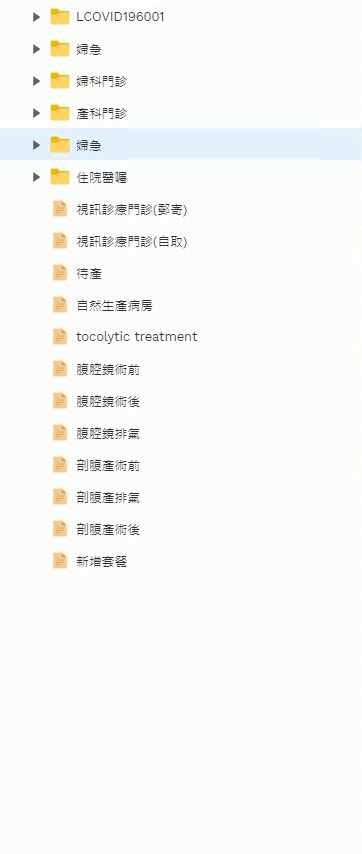 LCOVID196001
婦急
婦科門診
產科門診
婦急
住院醫囑
視訊診療門診(郵寄)
視訊診療門診(自取)
待產
自然生產病房
tocolytic treatment
腹腔鏡術前
腹腔鏡術後
腹腔鏡排氣
剖腹產術前
剖腹產排氣
剖腹產術後
新增套餐